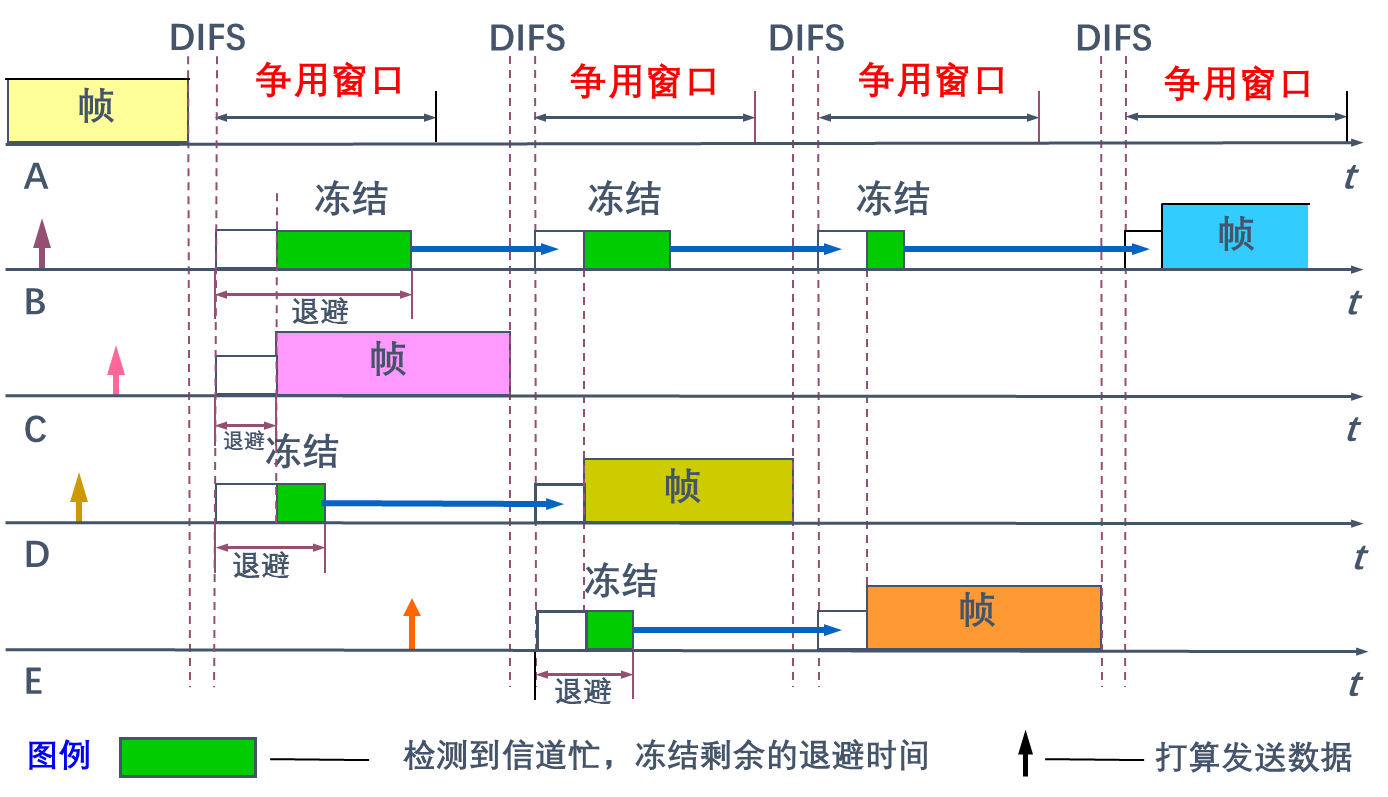 DIFS DIFS DIFS DIFS
争用窗口 争用窗口 争用窗口 争用窗口
帧
A t
冻结 冻结 冻结
帧
B t
退避
帧
C t
退避 冻结
帧
D t
退避
冻结
帧
E t
退避
图例 检测到信道忙，冻结剩余的退避时间 打算发送数据